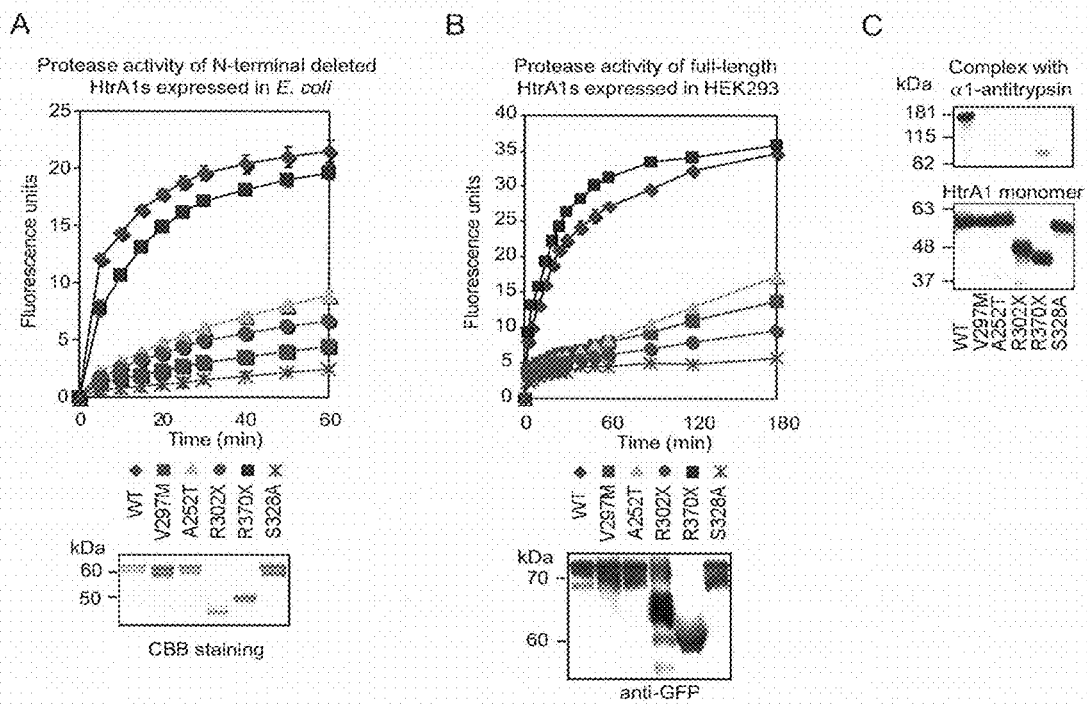 A
Protease activity of N-terminal deleted
HtrA1s expressed in E. coli
Fluorescence units
25
20
15
10
5
0
0 20 40 60
Time (min)
WT
V297M
A252T
R302X
R370X
S328A
kDa
60
50
CBB staining
B
Protease activity of full-length
HtrA1s expressed in HEK293
Fluorescence units
40
35
30
25
20
15
10
5
0
0 60 120 180
Time (min)
WT
V297M
A252T
R302X
R370X
S328A
kDa
70
60
anti-GFP
C
kDa
Complex with
α1-antitrypsin
181
115
82
HtrA1 monomer
63
48
37
WT
V297M
A252T
R302X
R370X
S328A